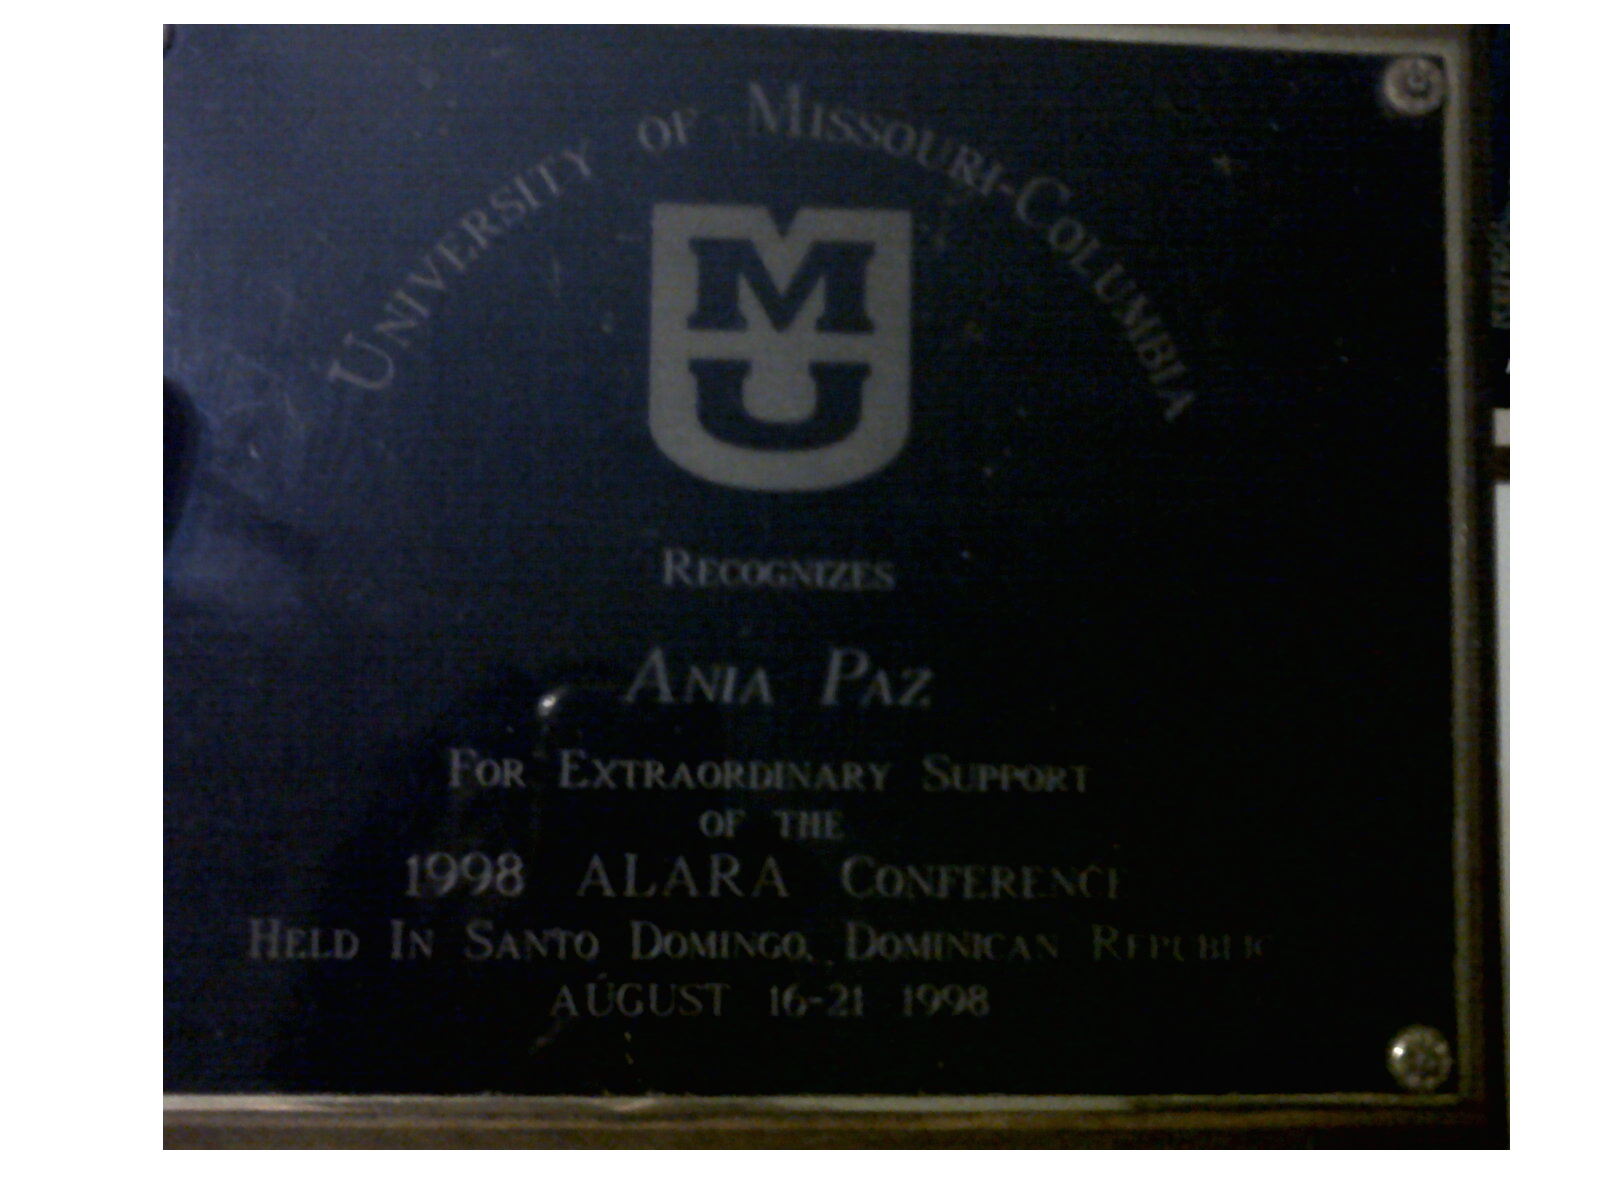 UNIVERSITY OF MISSOURI-COLUMBIA
MU
RECOGNIZES
ANIA PAZ
FOR EXTRAORDINARY SUPPORT
OF THE
1998 ALARA CONFERENCE
HELD IN SANTO DOMINGO, DOMINICAN REPUBLIC
AUGUST 16-21 1998